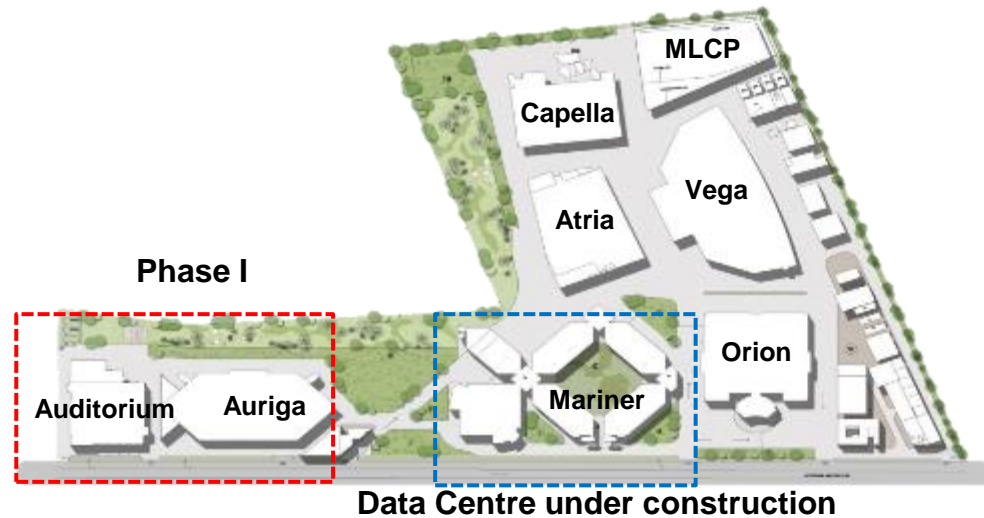 MLCP
Capella
Vega
Atria
Phase I
Orion
Auditorium
Auriga
Mariner
Data Centre under construction